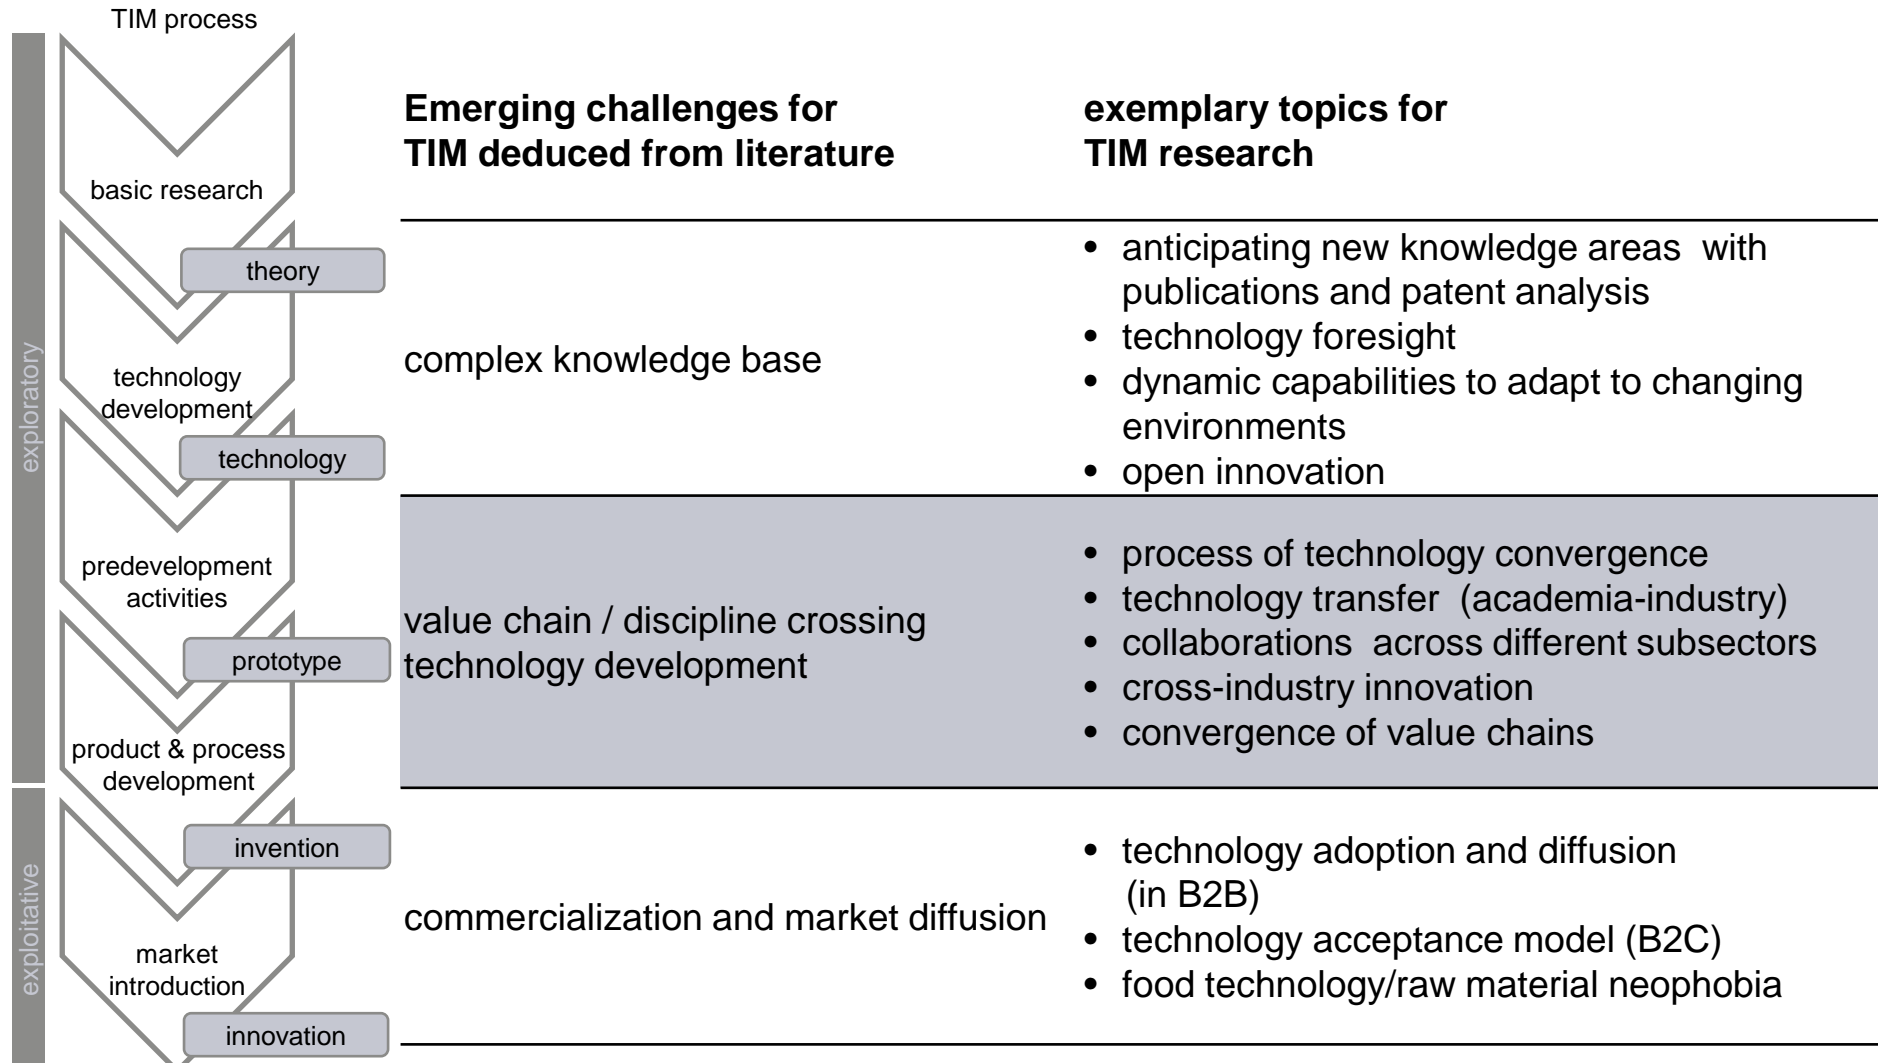 TIM process
basic research
theory
technology
development
technology
predevelopment
activities
prototype
product & process
development
invention
market
introduction
innovation
exploratory
exploitative
Emerging challenges for
TIM deduced from literature
exemplary topics for
TIM research
complex knowledge base
• anticipating new knowledge areas with
publications and patent analysis
• technology foresight
• dynamic capabilities to adapt to changing
environments
• open innovation
value chain / discipline crossing
technology development
• process of technology convergence
• technology transfer (academia-industry)
• collaborations across different subsectors
• cross-industry innovation
• convergence of value chains
commercialization and market diffusion
• technology adoption and diffusion
(in B2B)
• technology acceptance model (B2C)
• food technology/raw material neophobia